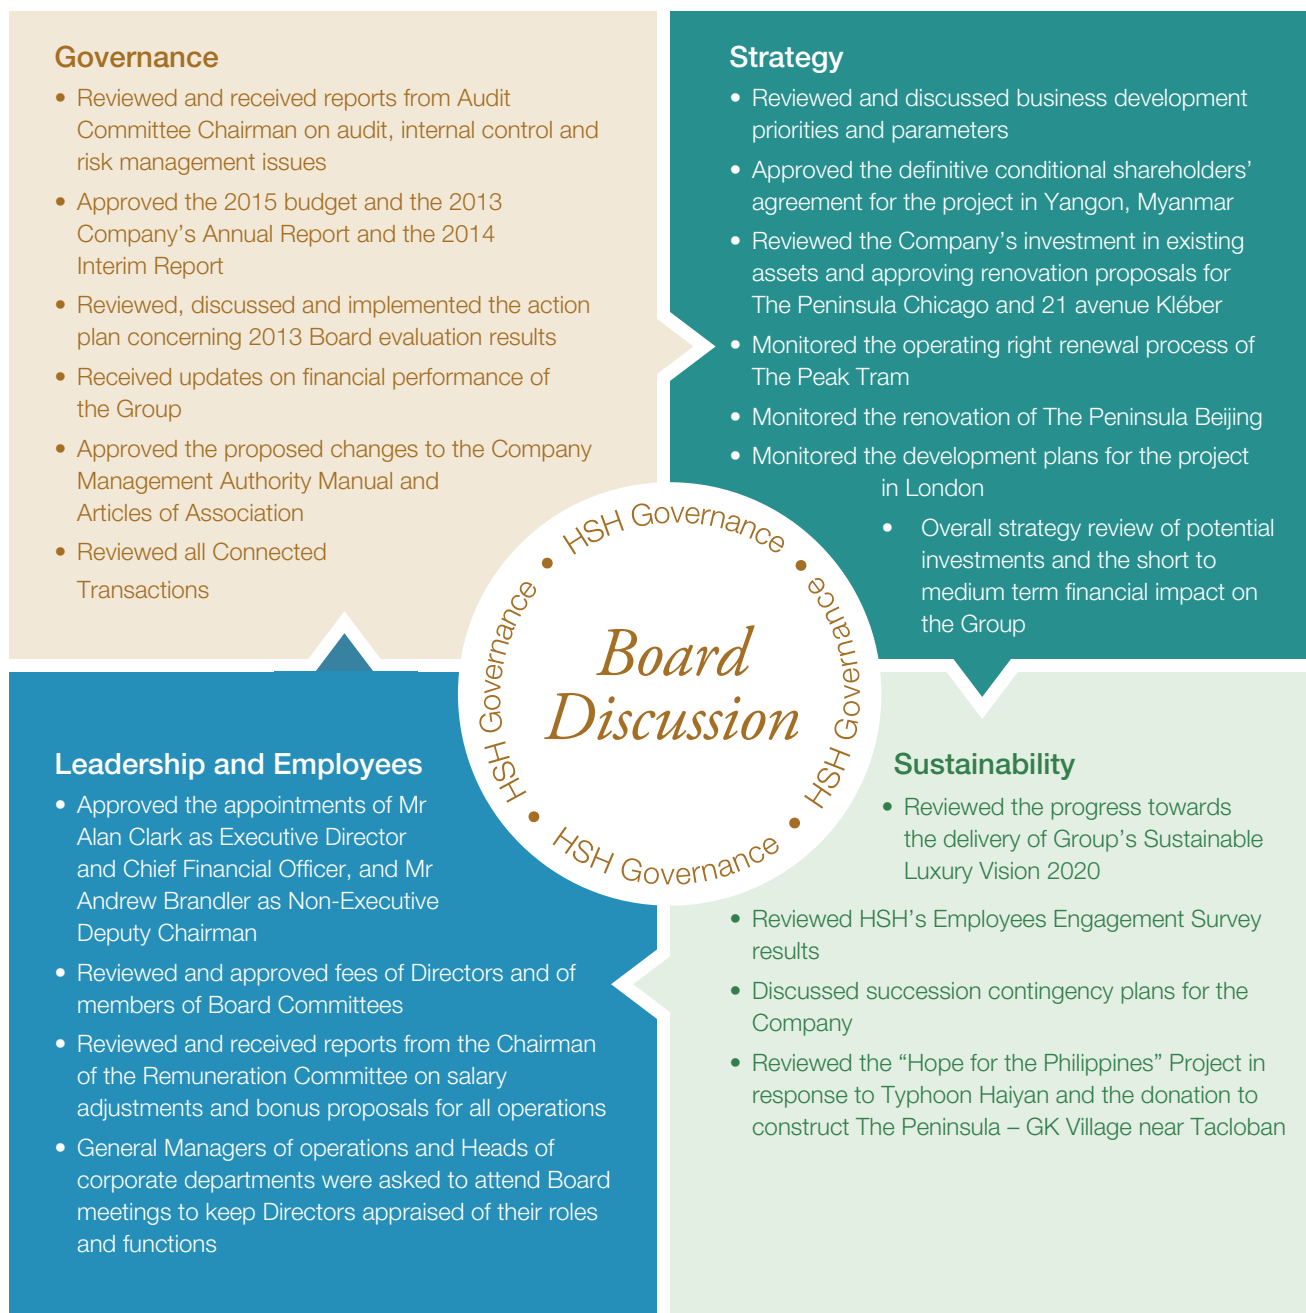 Governance
• Reviewed and received reports from Audit
Committee Chairman on audit, internal control and
risk management issues
• Approved the 2015 budget and the 2013
Company’s Annual Report and the 2014
Interim Report
• Reviewed, discussed and implemented the action
plan concerning 2013 Board evaluation results
• Received updates on financial performance of
the Group
• Approved the proposed changes to the Company
Management Authority Manual and
Articles of Association
• Reviewed all Connected
Transactions
Strategy
• Reviewed and discussed business development
priorities and parameters
• Approved the definitive conditional shareholders’
agreement for the project in Yangon, Myanmar
• Reviewed the Company’s investment in existing
assets and approving renovation proposals for
The Peninsula Chicago and 21 avenue Kléber
• Monitored the operating right renewal process of
The Peak Tram
• Monitored the renovation of The Peninsula Beijing
• Monitored the development plans for the project
in London
• Overall strategy review of potential
investments and the short to
medium term financial impact on
the Group
HSH Governance • HSH Governance • HSH Governance • HSH Governance •
Board
Discussion
Leadership and Employees
• Approved the appointments of Mr
Alan Clark as Executive Director
and Chief Financial Officer, and Mr
Andrew Brandler as Non-Executive
Deputy Chairman
• Reviewed and approved fees of Directors and of
members of Board Committees
• Reviewed and received reports from the Chairman
of the Remuneration Committee on salary
adjustments and bonus proposals for all operations
• General Managers of operations and Heads of
corporate departments were asked to attend Board
meetings to keep Directors appraised of their roles
and functions
Sustainability
• Reviewed the progress towards
the delivery of Group’s Sustainable
Luxury Vision 2020
• Reviewed HSH’s Employees Engagement Survey
results
• Discussed succession contingency plans for the
Company
• Reviewed the “Hope for the Philippines” Project in
response to Typhoon Haiyan and the donation to
construct The Peninsula – GK Village near Tacloban